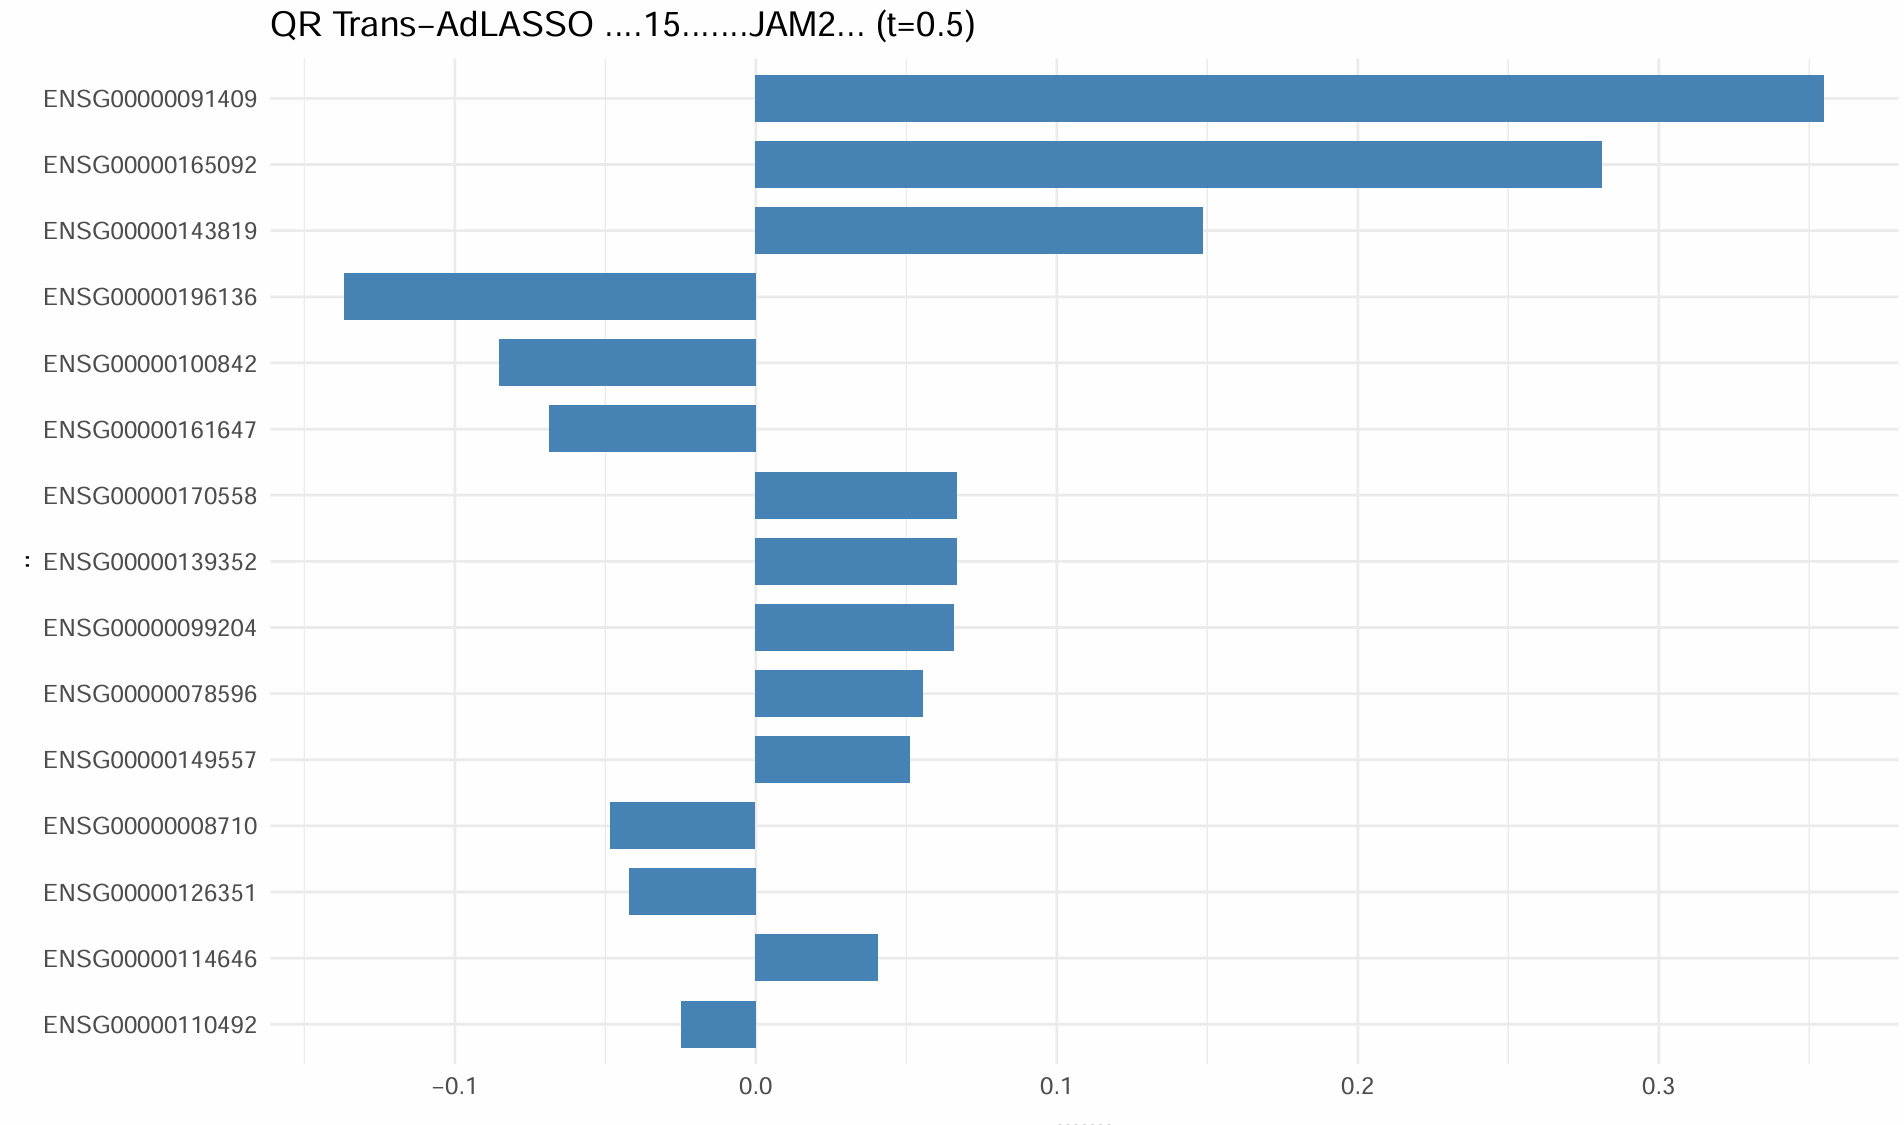 QR Trans−AdLASSO ....15.......JAM2... (t=0.5)
ENSG00000091409
ENSG00000165092
ENSG00000143819
ENSG00000196136
ENSG00000100842
ENSG00000161647
ENSG00000170558
: ENSG00000139352
ENSG00000099204
ENSG00000078596
ENSG00000149557
ENSG00000008710
ENSG00000126351
ENSG00000114646
ENSG00000110492
−0.1 0.0 0.1 0.2 0.3